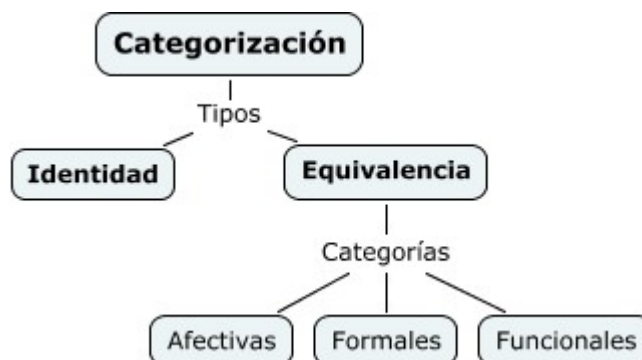 Categorización
Tipos
Identidad
Equivalencia
Categorías
Afectivas
Formales
Funcionales